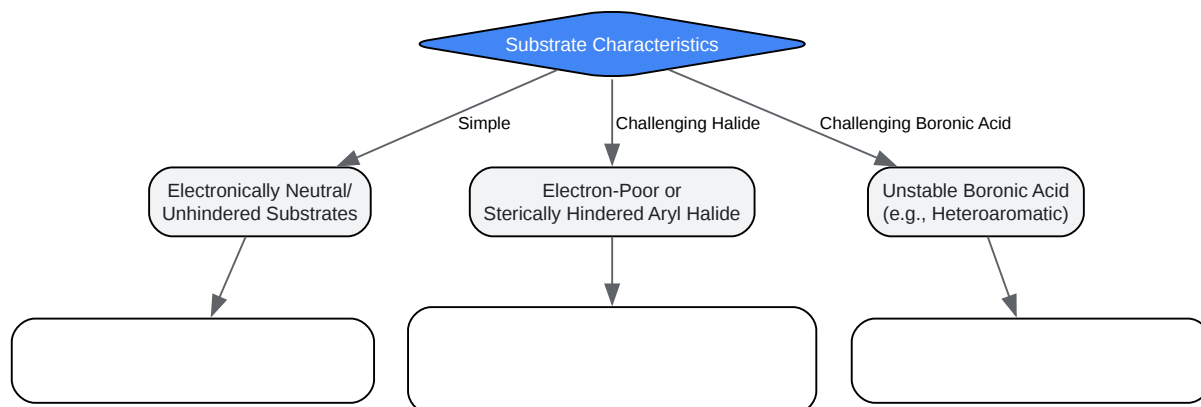 Substrate Characteristics
Simple
Challenging Halide
Challenging Boronic Acid
Electronically Neutral/
Unhindered Substrates
Electron-Poor or
Sterically Hindered Aryl Halide
Unstable Boronic Acid
(e.g., Heteroaromatic)